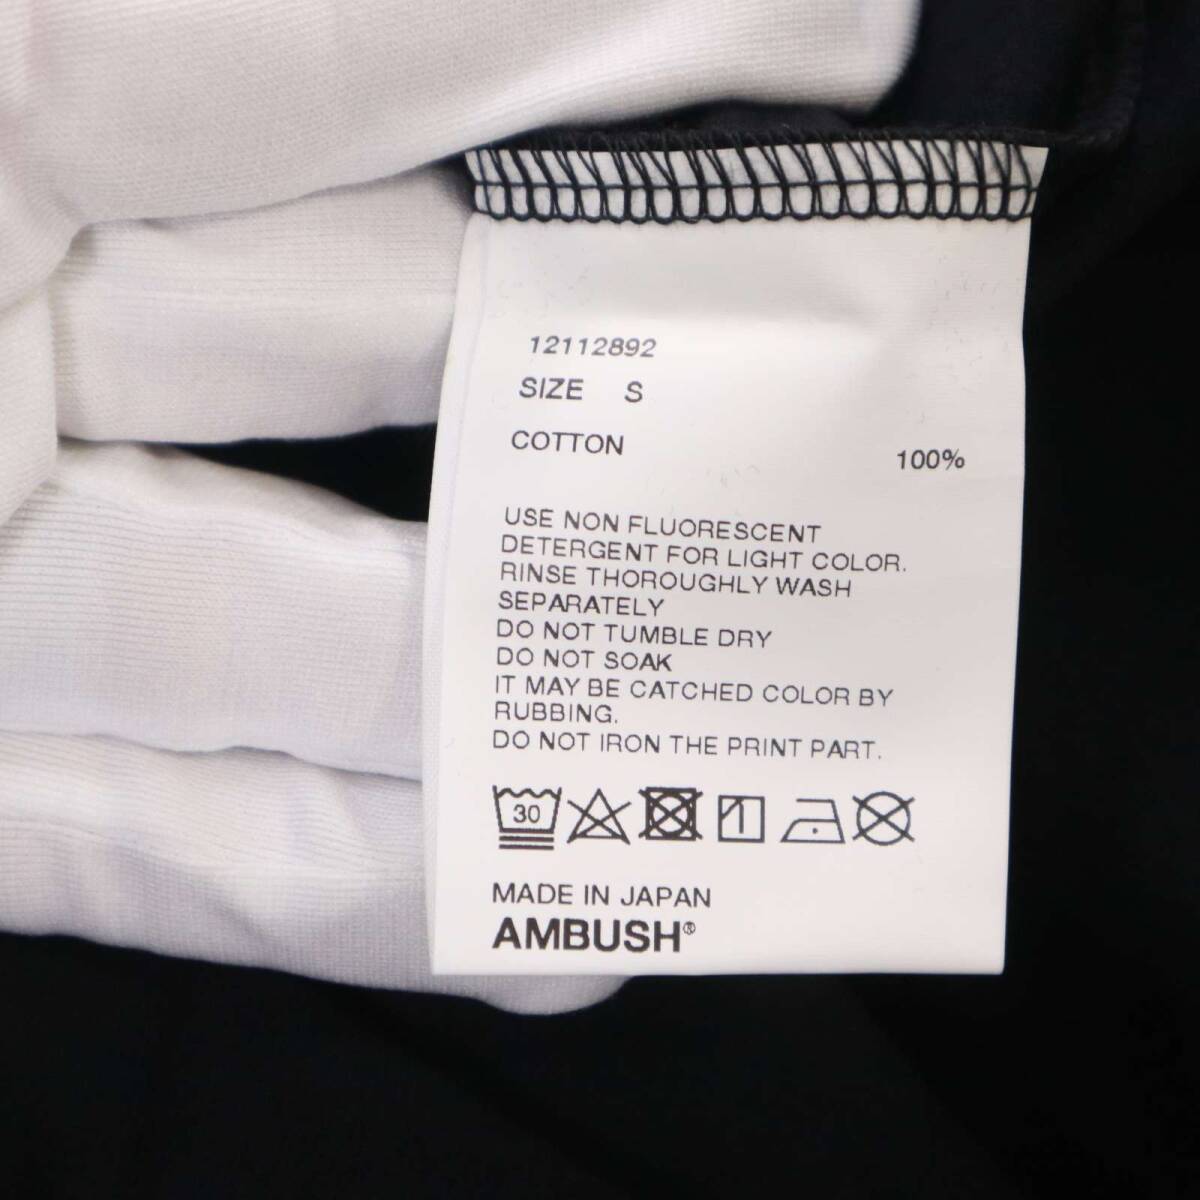 12112892
SIZE S
COTTON 100%
USE NON FLUORESCENT
DETERGENT FOR LIGHT COLOR.
RINSE THOROUGHLY WASH
SEPARATELY
DO NOT TUMBLE DRY
DO NOT SOAK
IT MAY BE CATCHED COLOR BY
RUBBING.
DO NOT IRON THE PRINT PART.
30
MADE IN JAPAN
AMBUSH®